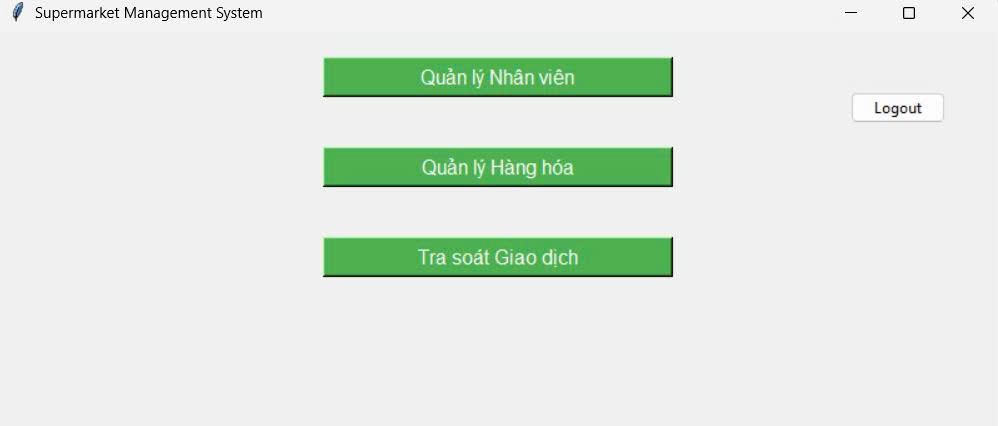 Supermarket Management System
Quản lý Nhân viên
Logout
Quản lý Hàng hóa
Tra soát Giao dịch